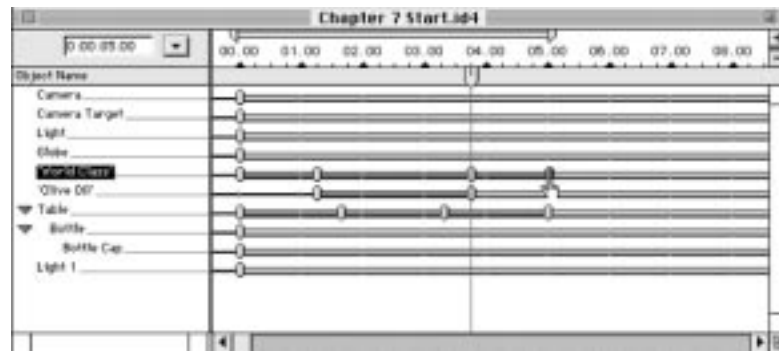 Chapter 7 Start.id4
0:00:05.00
00.00 01.00 02.00 03.00 04.00 05.00 06.00 07.00 08.00
Object Name
Camera
Camera Target
Light
Globe
'World Class'
'Olive Oil'
Table
Bottle
Bottle Cap
Light 1